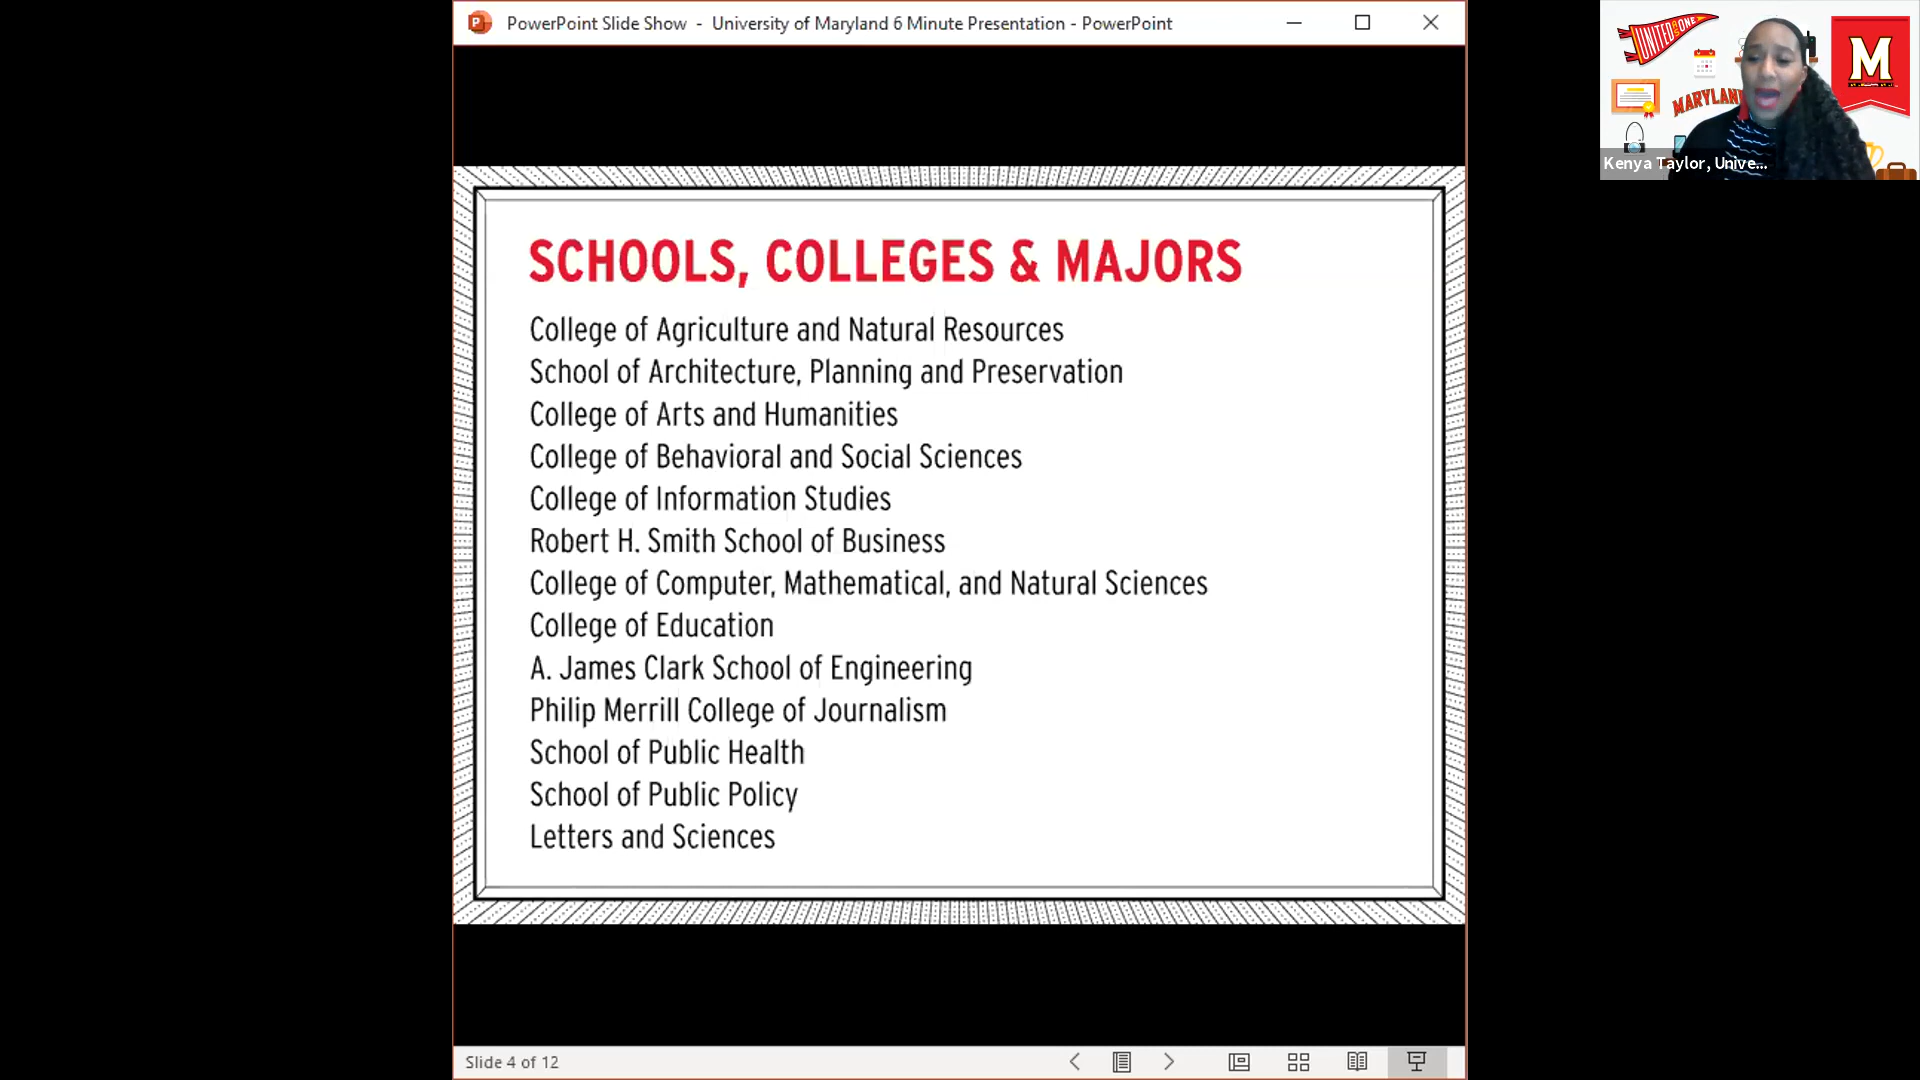 PowerPoint Slide Show - University of Maryland 6 Minute Presentation - PowerPoint
UNITED AS ONE
M
MARYLAN
Kenya Taylor, Unive...
SCHOOLS, COLLEGES & MAJORS
College of Agriculture and Natural Resources
School of Architecture, Planning and Preservation
College of Arts and Humanities
College of Behavioral and Social Sciences
College of Information Studies
Robert H. Smith School of Business
College of Computer, Mathematical, and Natural Sciences
College of Education
A. James Clark School of Engineering
Philip Merrill College of Journalism
School of Public Health
School of Public Policy
Letters and Sciences
Slide 4 of 12